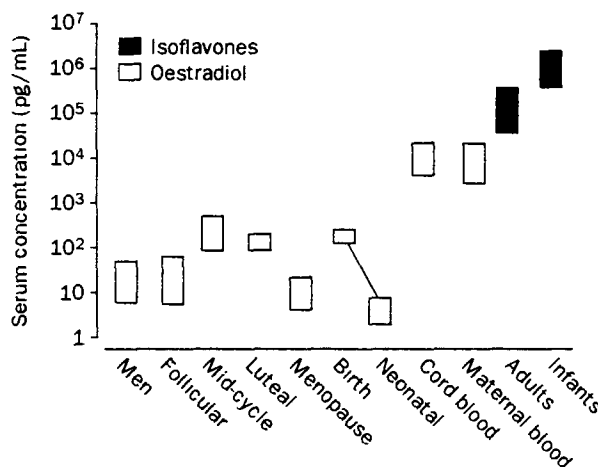 Serum concentration (pg/mL)
10⁷
10⁶
10⁵
10⁴
10³
10²
10
1
Isoflavones
Oestradiol
Men
Follicular
Mid-cycle
Luteal
Menopause
Birth
Neonatal
Cord blood
Maternal blood
Adults
Infants